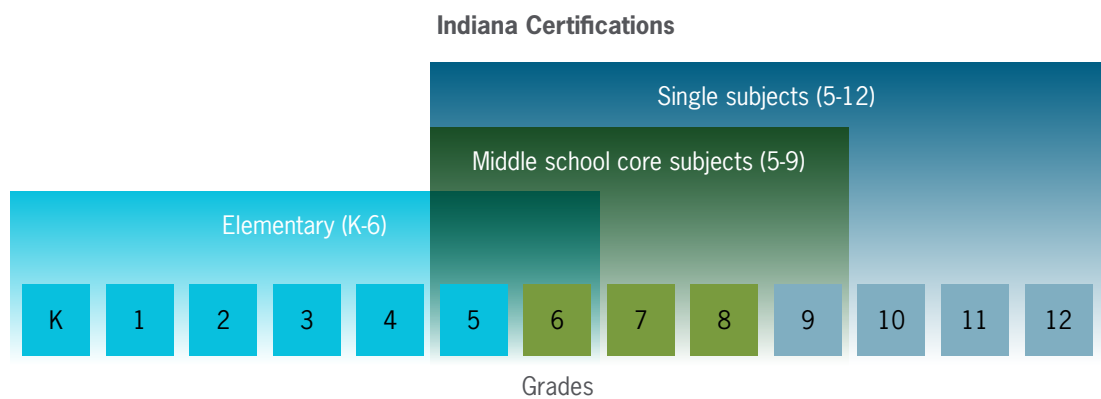 Indiana Certifications
Single subjects (5-12)
Middle school core subjects (5-9)
Elementary (K-6)
K 1 2 3 4 5 6 7 8 9 10 11 12
Grades